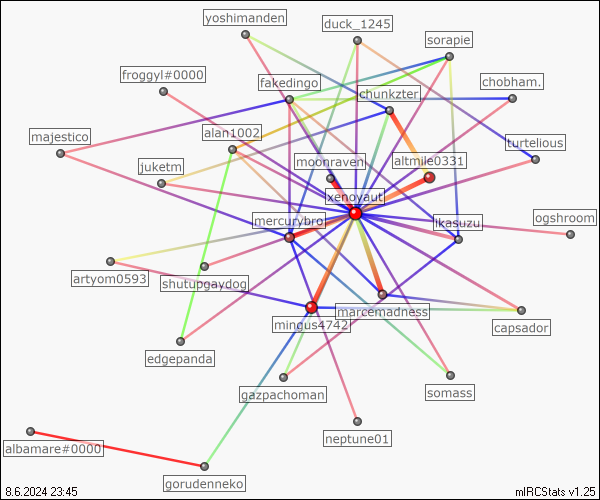 yoshimanden
duck_1245
sorapie
froggyl#0000
fakedingo
chobham.
chunkzter
majestico
alan1002
turtelious
moonraven
altmile0331
juketm
xenoyaut
mercurybro
ikasuzu
ogshroom
artyom0593
shutupgaydog
marcemadness
mingus4742
capsador
edgepanda
gazpachoman
somass
neptune01
albamare#0000
gorudenneko
8.6.2024 23:45
mIRCStats v1.25